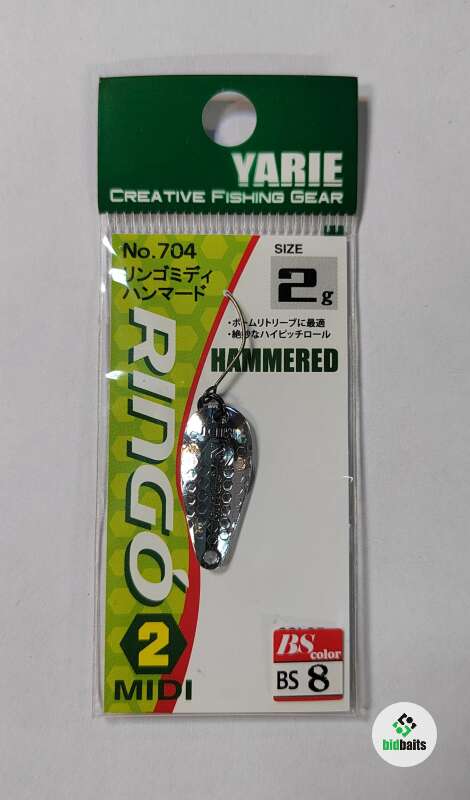 YARIE
CREATIVE FISHING GEAR
No.704
リンゴミディ
ハンマード
SIZE
2g
・ボトムリトリーブに最適
・絶妙なハイピッチロール
HAMMERED
RINGO
2
MIDI
BS
color
BS 8
bidbaits